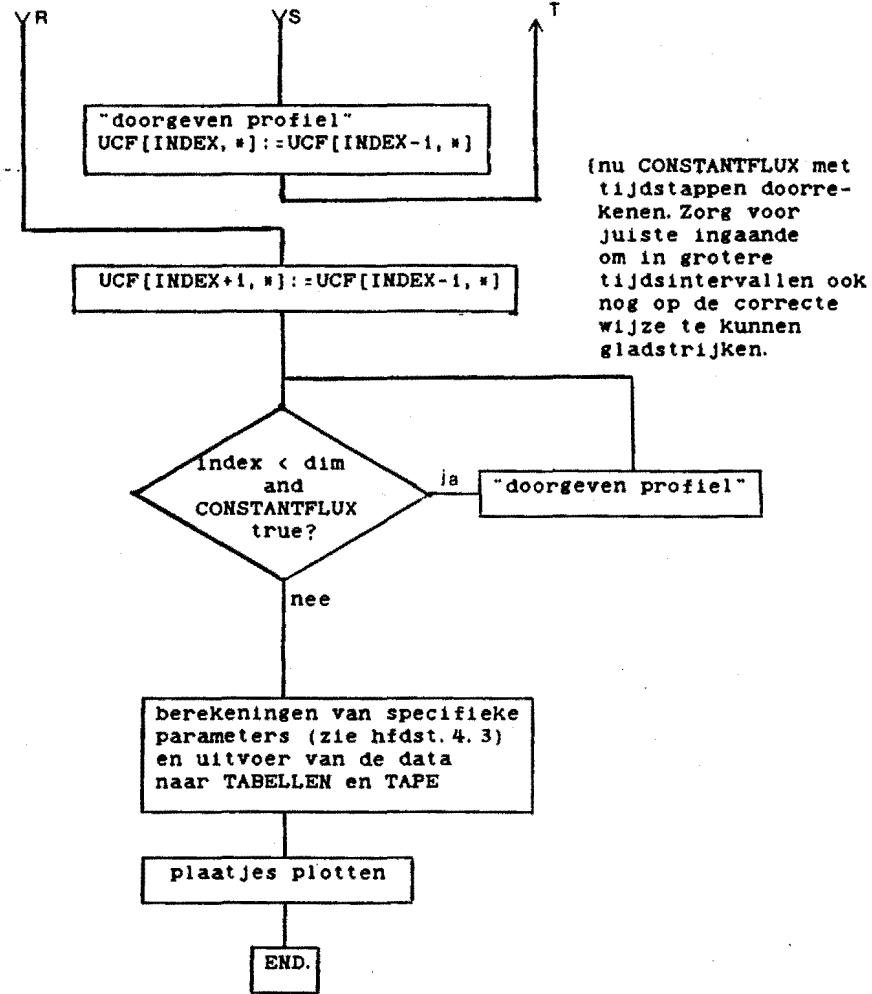 R
S
T
"doorgeven profiel"
UCF[INDEX, *]:=UCF[INDEX-1, *]
{nu CONSTANTFLUX met
tijdstappen doorre-
kenen. Zorg voor
juiste ingaande
om in grotere
tijdsintervallen ook
nog op de correcte
wijze te kunnen
gladstrijken.
UCF[INDEX+1, *]:=UCF[INDEX-1, *]
index < dim
and
CONSTANTFLUX
true?
ja
"doorgeven profiel"
nee
berekeningen van specifieke
parameters (zie hfdst. 4. 3)
en uitvoer van de data
naar TABELLEN en TAPE
plaatjes plotten
END.